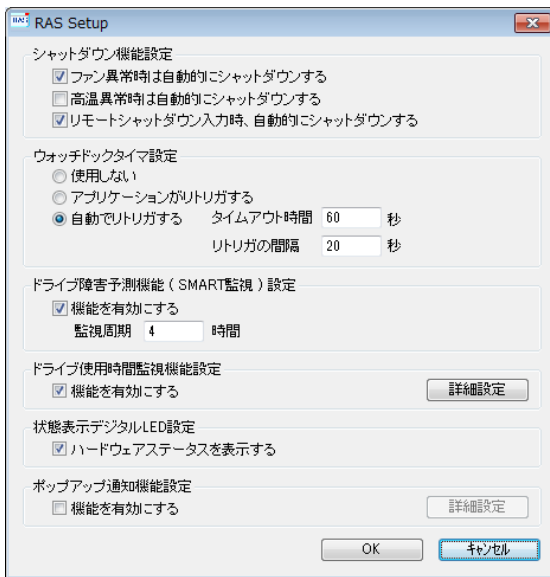 RAS Setup
シャットダウン機能設定
ファン異常時は自動的にシャットダウンする
高温異常時は自動的にシャットダウンする
リモートシャットダウン入力時、自動的にシャットダウンする
ウォッチドックタイマ設定
使用しない
アプリケーションがリトリガする
自動でリトリガする タイムアウト時間 60 秒
リトリガの間隔 20 秒
ドライブ障害予測機能(SMART監視)設定
機能を有効にする
監視周期 4 時間
ドライブ使用時間監視機能設定
機能を有効にする 詳細設定
状態表示デジタルLED設定
ハードウェアステータスを表示する
ポップアップ通知機能設定
機能を有効にする 詳細設定
OK キャンセル